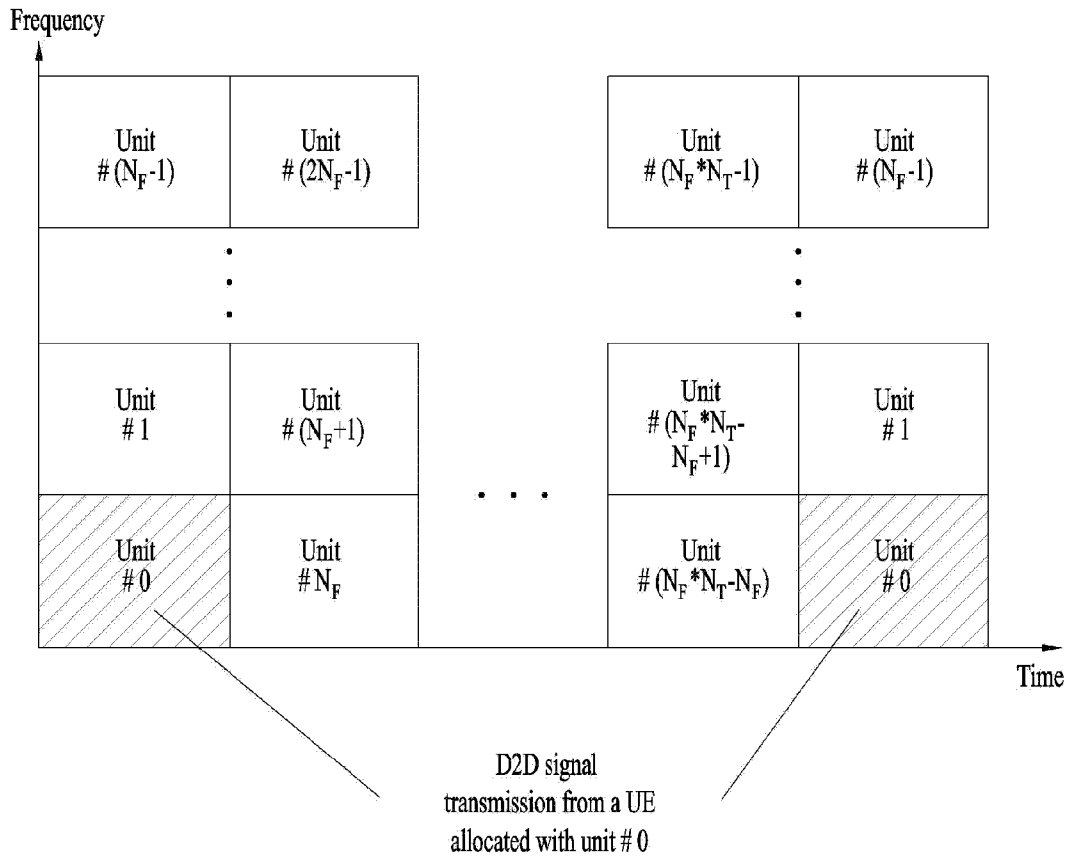 Frequency
Unit
# (N_F-1)
Unit
# (2N_F-1)
Unit
# (N_F*N_T-1)
Unit
# (N_F-1)
Unit
# 1
Unit
# (N_F+1)
Unit
# (N_F*N_T-
N_F+1)
Unit
# 1
Unit
# 0
Unit
#N_F
Unit
# (N_F*N_T-N_F)
Unit
# 0
Time
D2D signal
transmission from a UE
allocated with unit # 0